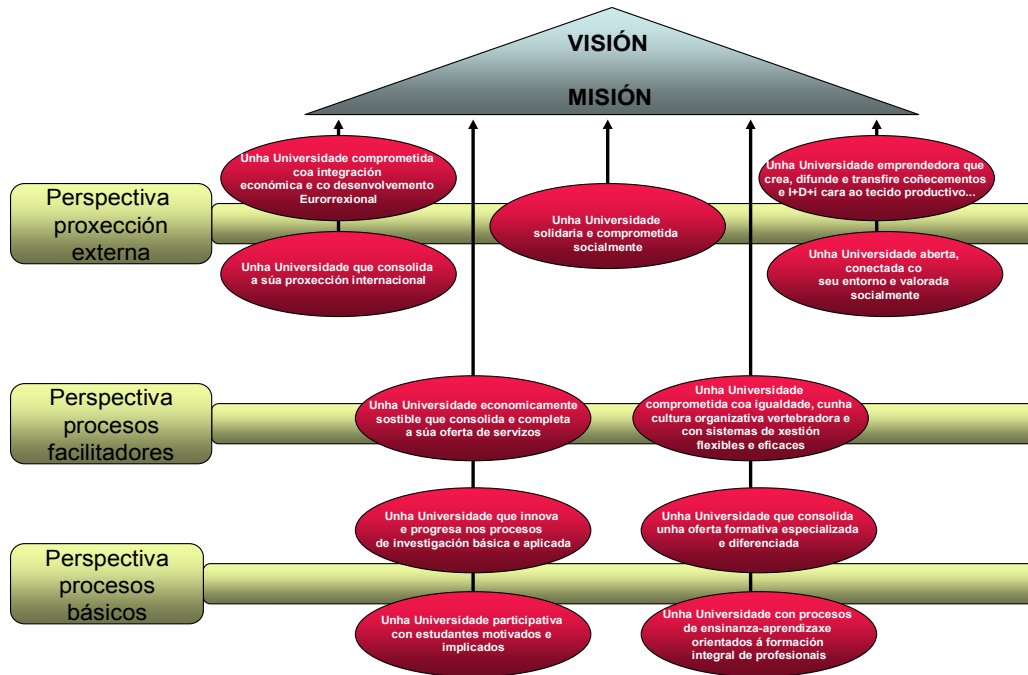 VISIÓN
MISIÓN
Unha Universidade comprometida
coa integración
económica e co desenvolvemento
Eurorrexional
Unha Universidade emprendedora que
crea, difunde e transfire coñecementos
e I+D+i cara ao tecido productivo...
Perspectiva
proxección
externa
Unha Universidade
solidaria e comprometida
socialmente
Unha Universidade que consolida
a súa proxección internacional
Unha Universidade aberta,
conectada co
seu entorno e valorada
socialmente
Perspectiva
procesos
facilitadores
Unha Universidade economicamente
sostible que consolida e completa
a súa oferta de servizos
Unha Universidade
comprometida coa igualdade, cunha
cultura organizativa vertebradora e
con sistemas de xestión
flexibles e eficaces
Unha Universidade que innova
e progresa nos procesos
de investigación básica e aplicada
Unha Universidade que consolida
unha oferta formativa especializada
e diferenciada
Perspectiva
procesos
básicos
Unha Universidade participativa
con estudantes motivados e
implicados
Unha Universidade con procesos
de ensinanza-aprendizaxe
orientados á formación
integral de profesionais